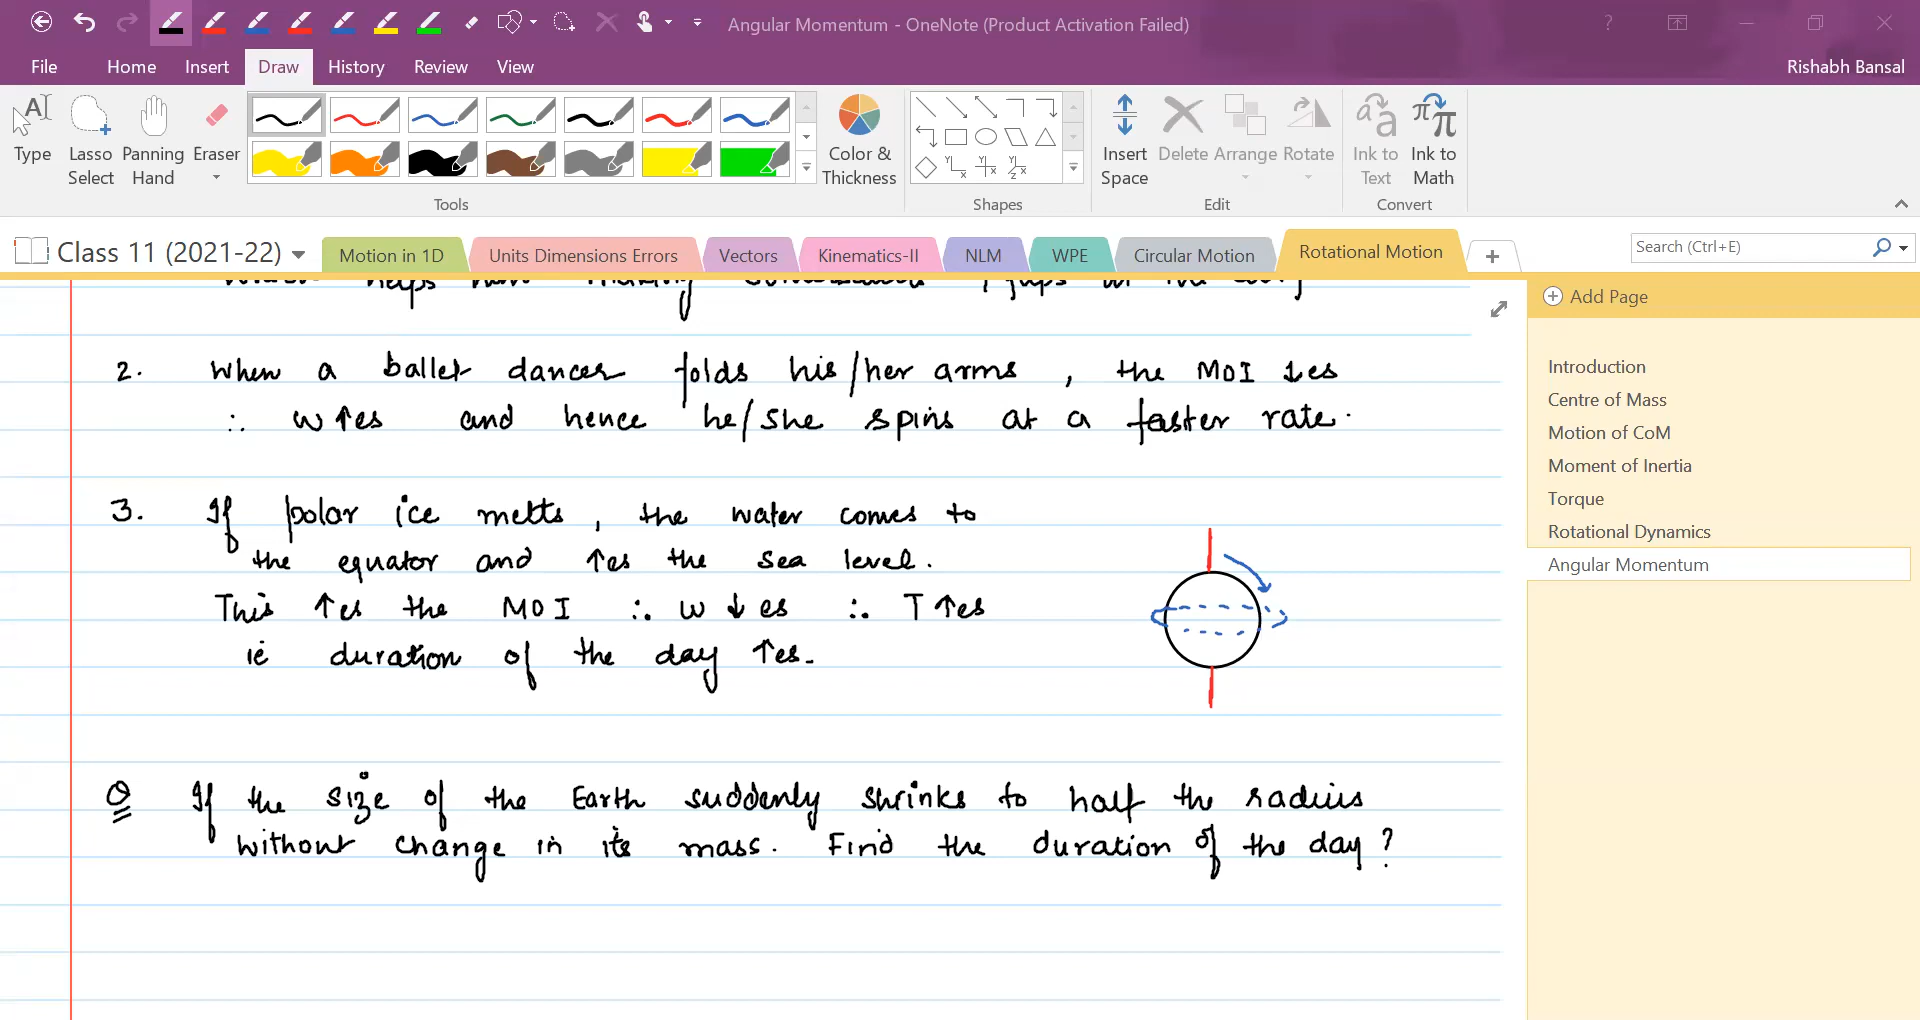 Angular Momentum - OneNote (Product Activation Failed)
?
File Home Insert Draw History Review View
Rishabh Bansal
Type
Lasso Select
Panning Hand
Eraser
Color & Thickness
Insert Space
Delete Arrange Rotate
Ink to Text
Ink to Math
Tools
Shapes
Edit
Convert
Class 11 (2021-22)
Motion in 1D
Units Dimensions Errors
Vectors
Kinematics-II
NLM
WPE
Circular Motion
Rotational Motion
Search (Ctrl+E)
helps him making
2. When a ballet dancer folds his/her arms, the MOI ↓es
∴ w ↑es and hence he/she spins at a faster rate.
3. If polar ice melts, the water comes to
the equator and ↑es the sea level.
This ↑es the MOI ∴ w ↓es ∴ T ↑es
ie duration of the day ↑es.
Q If the size of the Earth suddenly shrinks to half the radius
without change in its mass. Find the duration of the day?
Add Page
Introduction
Centre of Mass
Motion of CoM
Moment of Inertia
Torque
Rotational Dynamics
Angular Momentum